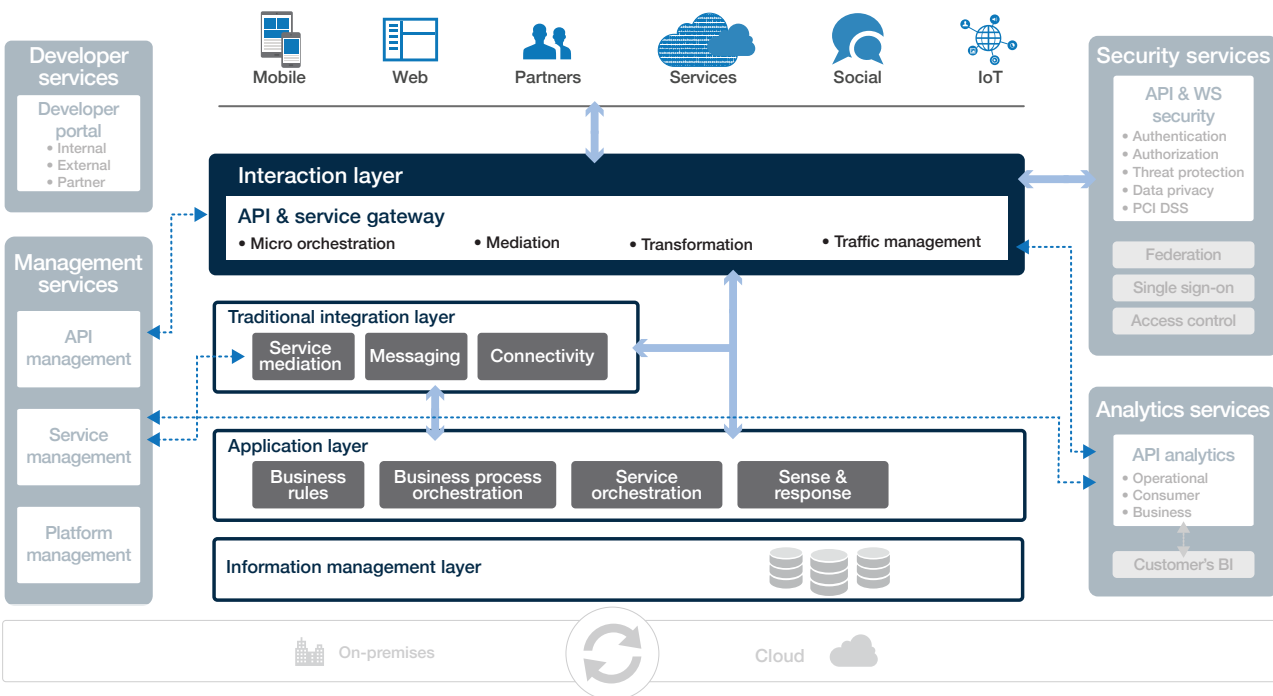 Mobile
Web
Partners
Services
Social
IoT
Developer
services
Developer
portal
• Internal
• External
• Partner
Management
services
API
management
Service
management
Platform
management
Interaction layer
API & service gateway
• Micro orchestration
• Mediation
• Transformation
• Traffic management
Traditional integration layer
Service
mediation
Messaging
Connectivity
Application layer
Business
rules
Business process
orchestration
Service
orchestration
Sense &
response
Information management layer
Security services
API & WS
security
• Authentication
• Authorization
• Threat protection
• Data privacy
• PCI DSS
Federation
Single sign-on
Access control
Analytics services
API analytics
• Operational
• Consumer
• Business
Customer's BI
On-premises
Cloud